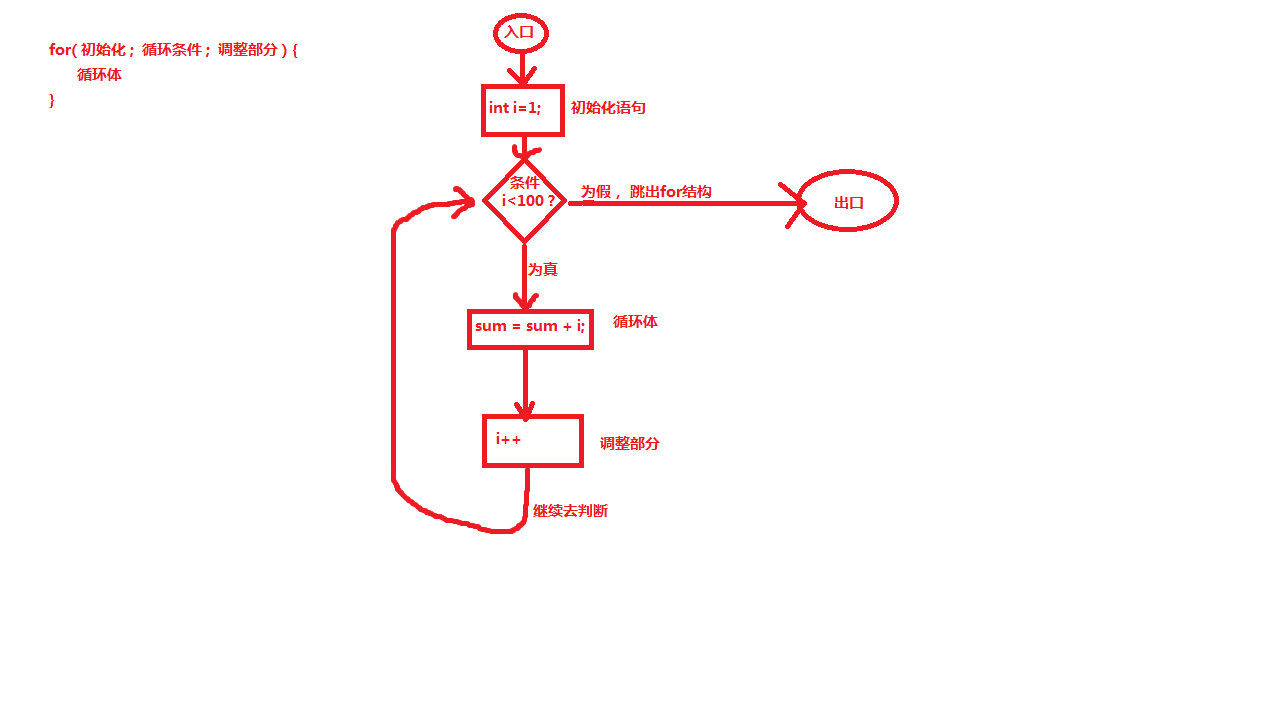 for( 初始化 ;  循环条件 ;  调整部分 ) {
循环体
}
入口
int i=1;
初始化语句
条件
i<100 ?
为假 ，跳出for结构
出口
为真
sum = sum + i;
循环体
i++
调整部分
继续去判断